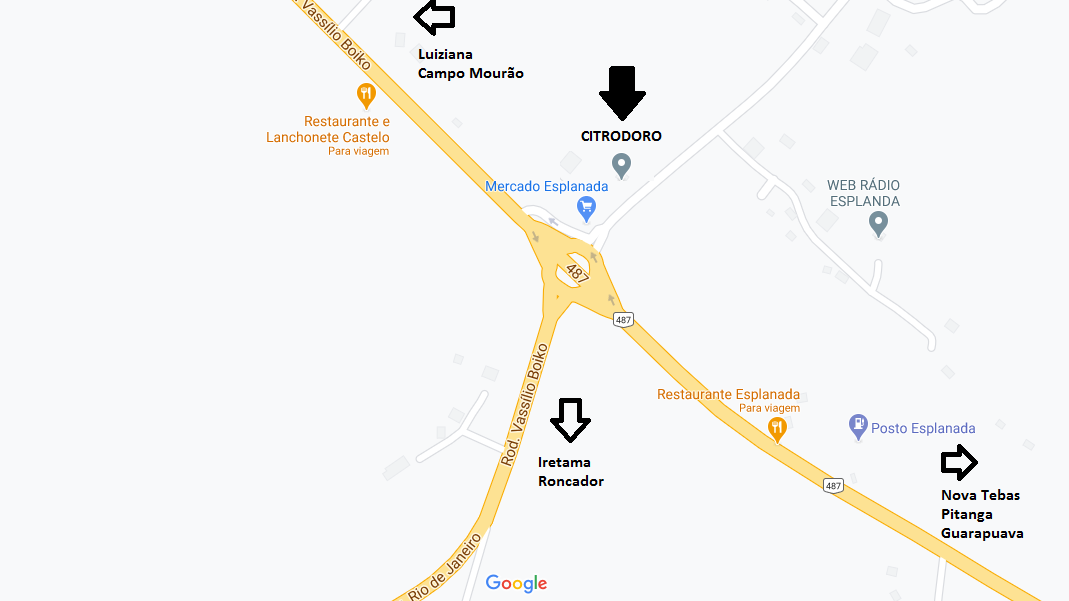 . Vassílio Boiko
Luiziana
Campo Mourão
Restaurante e
Lanchonete Castelo
Para viagem
CITRODORO
Mercado Esplanada
WEB RÁDIO
ESPLANDA
487
487
Rod. Vassílio Boiko
Restaurante Esplanada
Para viagem
Posto Esplanada
Iretama
Roncador
487
Nova Tebas
Pitanga
Guarapuava
Rio de Janeiro
Google